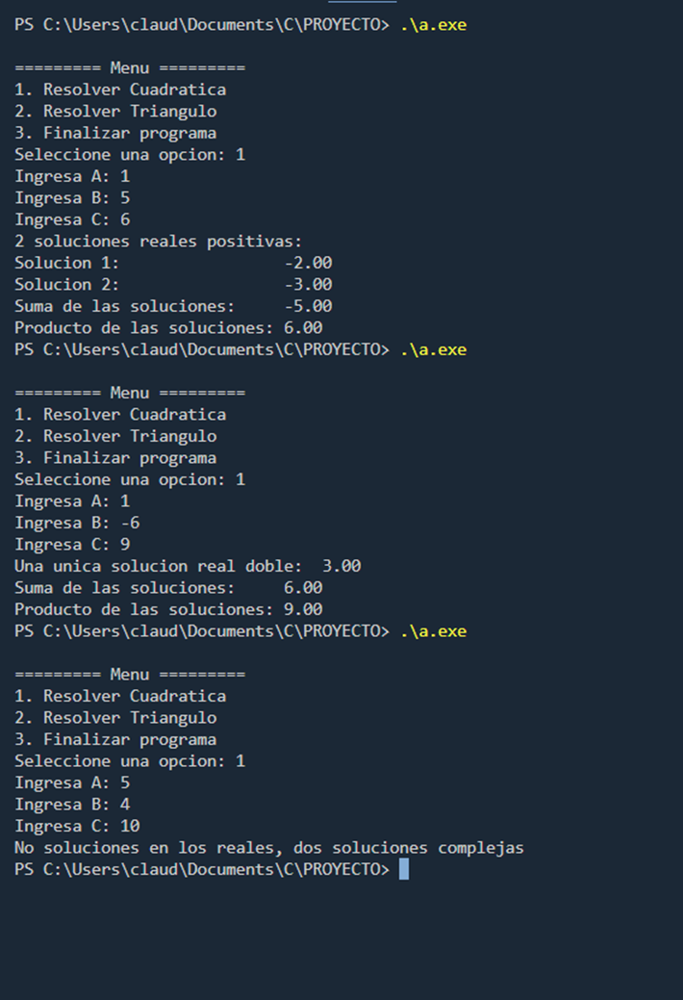 PS C:\Users\claud\Documents\C\PROYECTO> .\a.exe
========= Menu =========
1. Resolver Cuadratica
2. Resolver Triangulo
3. Finalizar programa
Seleccione una opcion: 1
Ingresa A: 1
Ingresa B: 5
Ingresa C: 6
2 soluciones reales positivas:
Solucion 1:                 -2.00
Solucion 2:                 -3.00
Suma de las soluciones:     -5.00
Producto de las soluciones: 6.00
PS C:\Users\claud\Documents\C\PROYECTO> .\a.exe
========= Menu =========
1. Resolver Cuadratica
2. Resolver Triangulo
3. Finalizar programa
Seleccione una opcion: 1
Ingresa A: 1
Ingresa B: -6
Ingresa C: 9
Una unica solucion real doble:  3.00
Suma de las soluciones:     6.00
Producto de las soluciones: 9.00
PS C:\Users\claud\Documents\C\PROYECTO> .\a.exe
========= Menu =========
1. Resolver Cuadratica
2. Resolver Triangulo
3. Finalizar programa
Seleccione una opcion: 1
Ingresa A: 5
Ingresa B: 4
Ingresa C: 10
No soluciones en los reales, dos soluciones complejas
PS C:\Users\claud\Documents\C\PROYECTO>